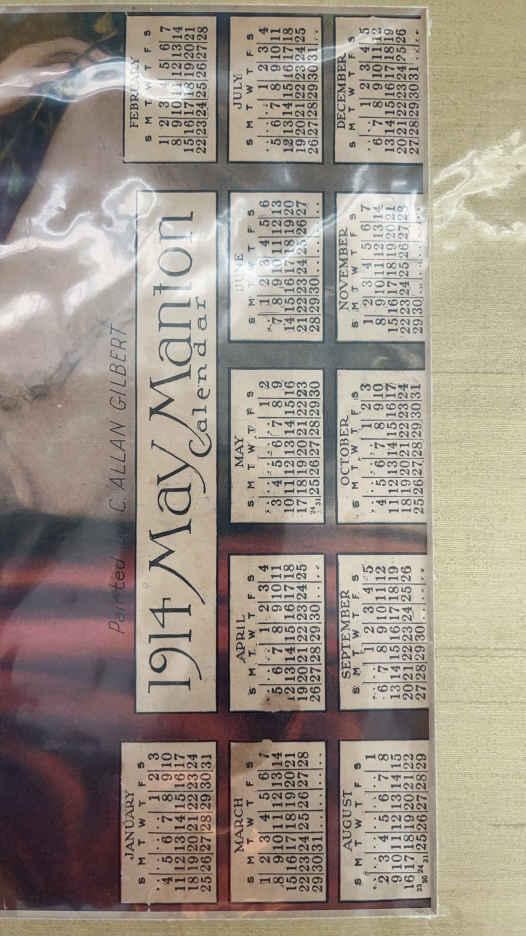 Painted - C. ALLAN GILBERT
JANUARY
S M T W T F S
1 2 3
4 5 6 7 8 9 10
11 12 13 14 15 16 17
18 19 20 21 22 23 24
25 26 27 28 29 30 31
1914 May Manton
Calendar
FEBRUARY
S M T W T F S
1 2 3 4 5 6 7
8 9 10 11 12 13 14
15 16 17 18 19 20 21
22 23 24 25 26 27 28
MARCH
S M T W T F S
1 2 3 4 5 6 7
8 9 10 11 12 13 14
15 16 17 18 19 20 21
22 23 24 25 26 27 28
29 30 31
APRIL
S M T W T F S
1 2 3 4
5 6 7 8 9 10 11
12 13 14 15 16 17 18
19 20 21 22 23 24 25
26 27 28 29 30
MAY
S M T W T F S
1 2
3 4 5 6 7 8 9
10 11 12 13 14 15 16
17 18 19 20 21 22 23
24 31 25 26 27 28 29 30
JUNE
S M T W T F S
1 2 3 4 5 6
7 8 9 10 11 12 13
14 15 16 17 18 19 20
21 22 23 24 25 26 27
28 29 30
JULY
S M T W T F S
1 2 3 4
5 6 7 8 9 10 11
12 13 14 15 16 17 18
19 20 21 22 23 24 25
26 27 28 29 30 31
AUGUST
S M T W T F S
1
2 3 4 5 6 7 8
9 10 11 12 13 14 15
16 17 18 19 20 21 22
23 30 24 31 25 26 27 28 29
SEPTEMBER
S M T W T F S
1 2 3 4 5
6 7 8 9 10 11 12
13 14 15 16 17 18 19
20 21 22 23 24 25 26
27 28 29 30
OCTOBER
S M T W T F S
1 2 3
4 5 6 7 8 9 10
11 12 13 14 15 16 17
18 19 20 21 22 23 24
25 26 27 28 29 30 31
NOVEMBER
S M T W T F S
1 2 3 4 5 6 7
8 9 10 11 12 13 14
15 16 17 18 19 20 21
22 23 24 25 26 27 28
29 30
DECEMBER
S M T W T F S
1 2 3 4 5
6 7 8 9 10 11 12
13 14 15 16 17 18 19
20 21 22 23 24 25 26
27 28 29 30 31